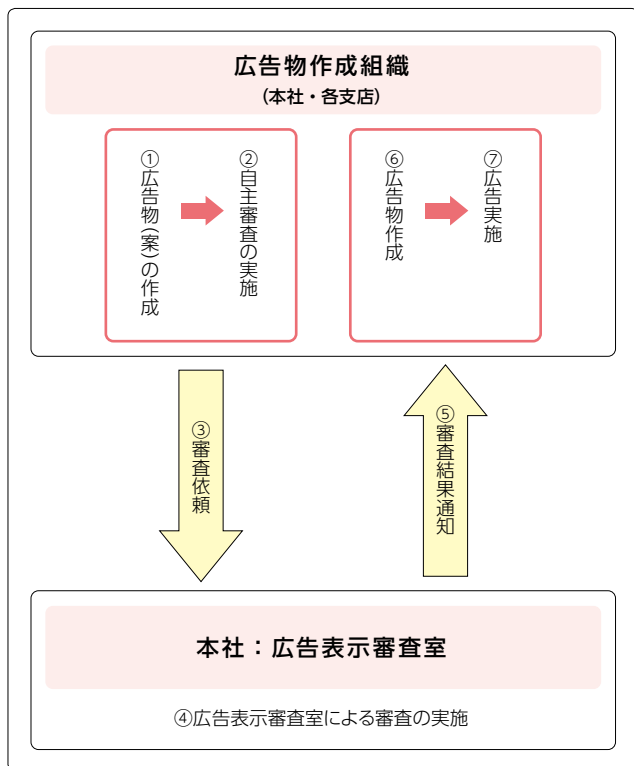 広告物作成組織
(本社・各支店)
①広告物(案)の作成
②自主審査の実施
⑥広告物作成
⑦広告実施
③審査依頼
⑤審査結果通知
本社：広告表示審査室
④広告表示審査室による審査の実施